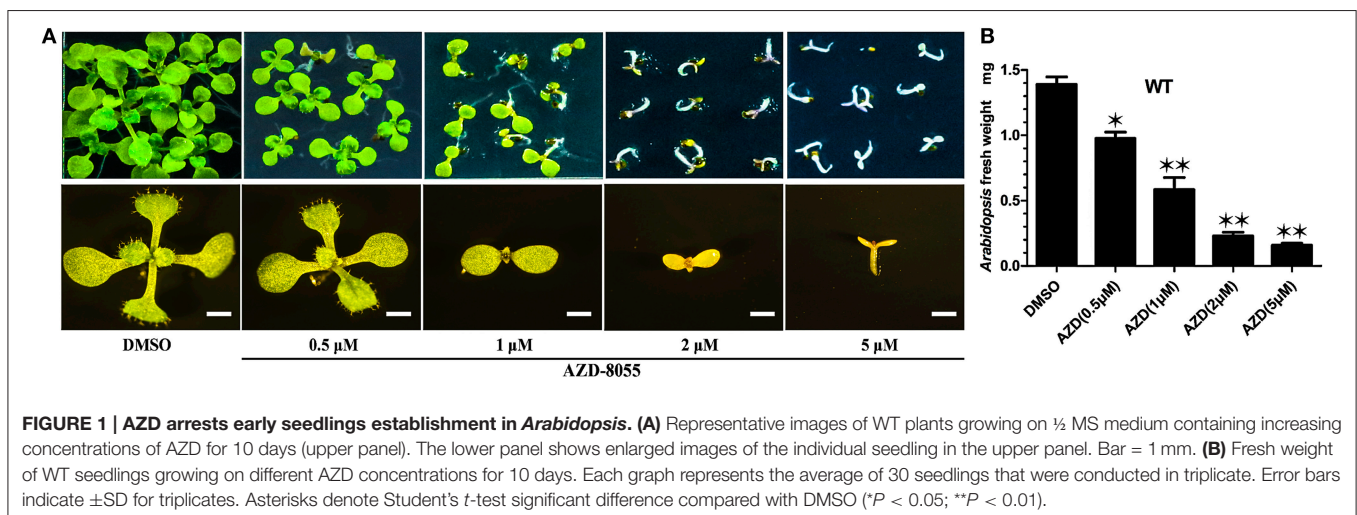 A
DMSO
0.5 µM
1 µM
2 µM
5 µM
AZD-8055
B
Arabidopsis fresh weight mg
1.5
1.0
0.5
0.0
WT
✶
✶✶
✶✶
✶✶
DMSO
AZD(0.5µM)
AZD(1µM)
AZD(2µM)
AZD(5µM)
FIGURE 1 | AZD arrests early seedlings establishment in Arabidopsis. (A) Representative images of WT plants growing on ½ MS medium containing increasing
concentrations of AZD for 10 days (upper panel). The lower panel shows enlarged images of the individual seedling in the upper panel. Bar = 1 mm. (B) Fresh weight
of WT seedlings growing on different AZD concentrations for 10 days. Each graph represents the average of 30 seedlings that were conducted in triplicate. Error bars
indicate ±SD for triplicates. Asterisks denote Student's t-test significant difference compared with DMSO (*P < 0.05; **P < 0.01).